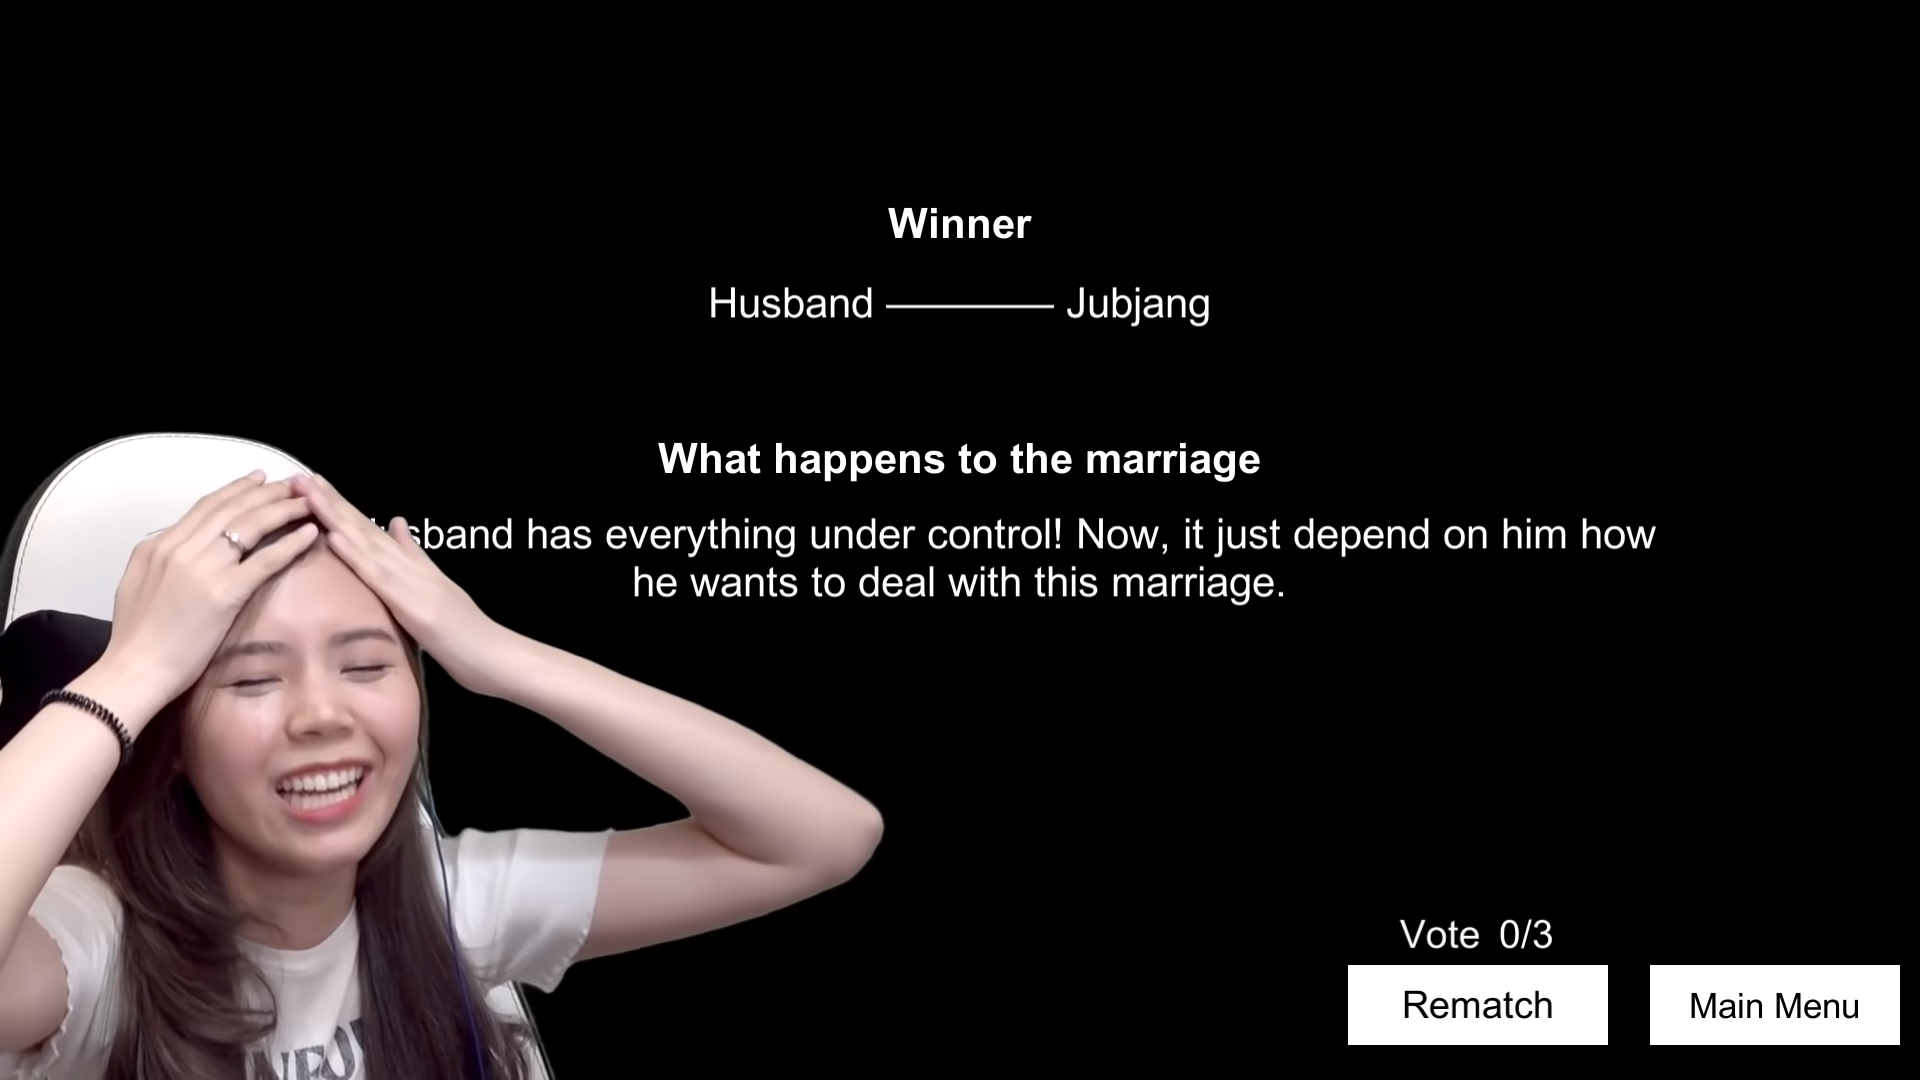 Winner
Husband ———— Jubjang
What happens to the marriage
has everything under control! Now, it just depend on him how
he wants to deal with this marriage.
Vote 0/3
Rematch
Main Menu